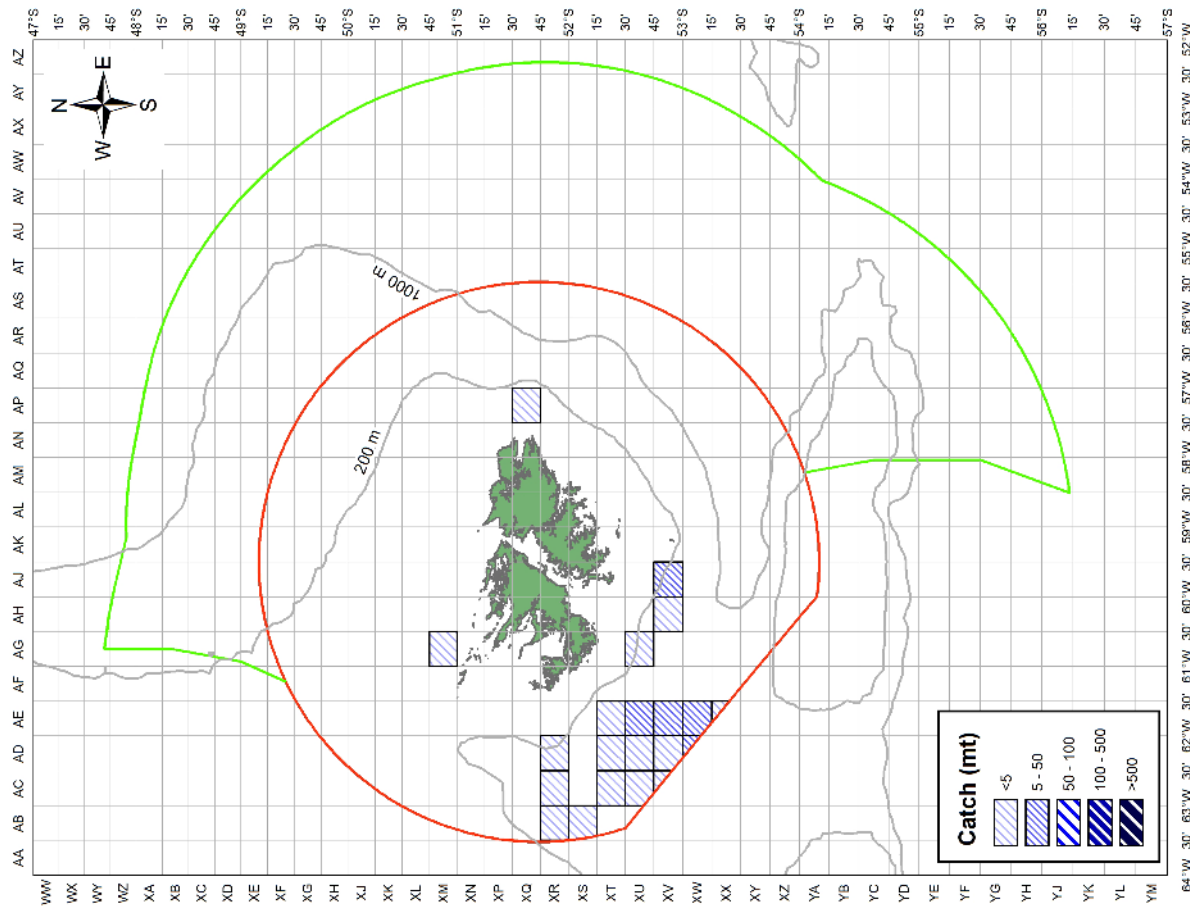 AA AB AC AD AE AF AG AH AJ AK AL AM AN AP AQ AR AS AT AU AV AW AX AY AZ
47°S
WW
15'
WX
30'
WY
45'
WZ
48°S
XA
15'
XB
30'
XC
45'
XD
49°S
XE
15'
XF
30'
XG
45'
XH
50°S
XJ
15'
XK
30'
XL
45'
XM
51°S
XN
15'
XP
30'
XQ
45'
XR
52°S
XS
15'
XT
30'
XU
45'
XV
53°S
XW
15'
XX
30'
XY
45'
XZ
54°S
YA
15'
YB
30'
YC
45'
YD
55°S
YE
15'
YF
30'
YG
45'
YH
56°S
YJ
15'
YK
30'
YL
45'
YM
57°S
N
W E
S
200 m
1000 m
Catch (mt)
<5
5 - 50
50 - 100
100 - 500
>500
64°W 30' 63°W 30' 62°W 30' 61°W 30' 60°W 30' 59°W 30' 58°W 30' 57°W 30' 56°W 30' 55°W 30' 54°W 30' 53°W 30' 52°W